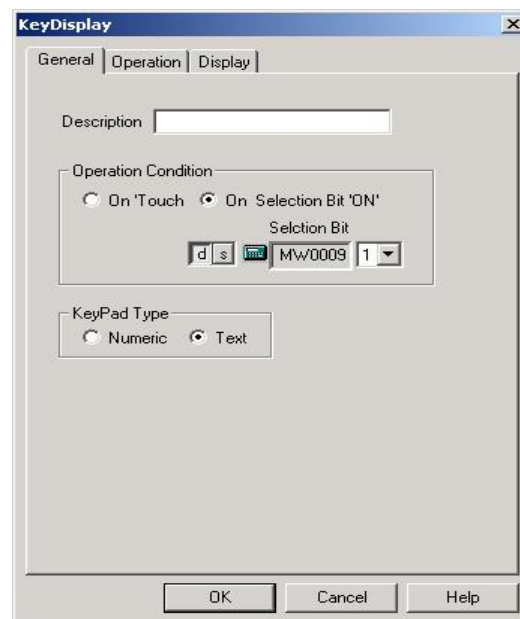 KeyDisplay
General Operation Display
Description
Operation Condition
On 'Touch On Selection Bit 'ON'
Selction Bit
d s MW0009 1
KeyPad Type
Numeric Text
OK Cancel Help